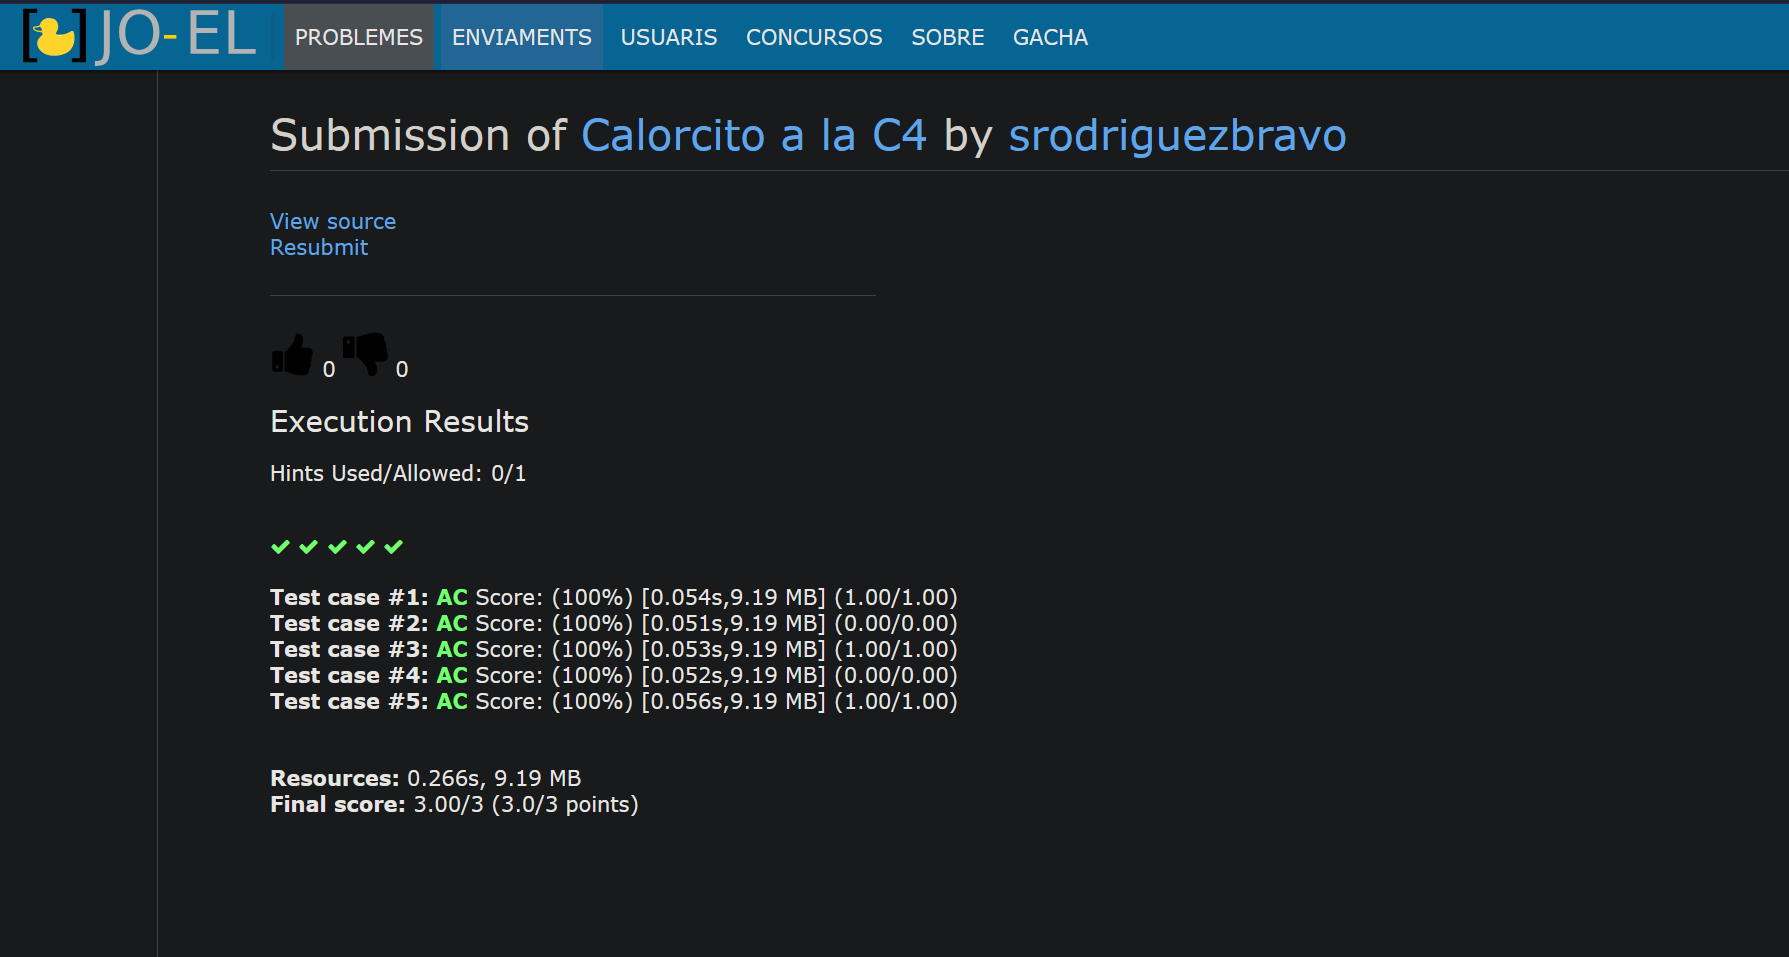 [ ] JO-EL PROBLEMES ENVIAMENTS USUARIS CONCURSOS SOBRE GACHA
Submission of Calorcito a la C4 by srodriguezbravo
View source
Resubmit
0 0
Execution Results
Hints Used/Allowed: 0/1
Test case #1: AC Score: (100%) [0.054s,9.19 MB] (1.00/1.00)
Test case #2: AC Score: (100%) [0.051s,9.19 MB] (0.00/0.00)
Test case #3: AC Score: (100%) [0.053s,9.19 MB] (1.00/1.00)
Test case #4: AC Score: (100%) [0.052s,9.19 MB] (0.00/0.00)
Test case #5: AC Score: (100%) [0.056s,9.19 MB] (1.00/1.00)
Resources: 0.266s, 9.19 MB
Final score: 3.00/3 (3.0/3 points)